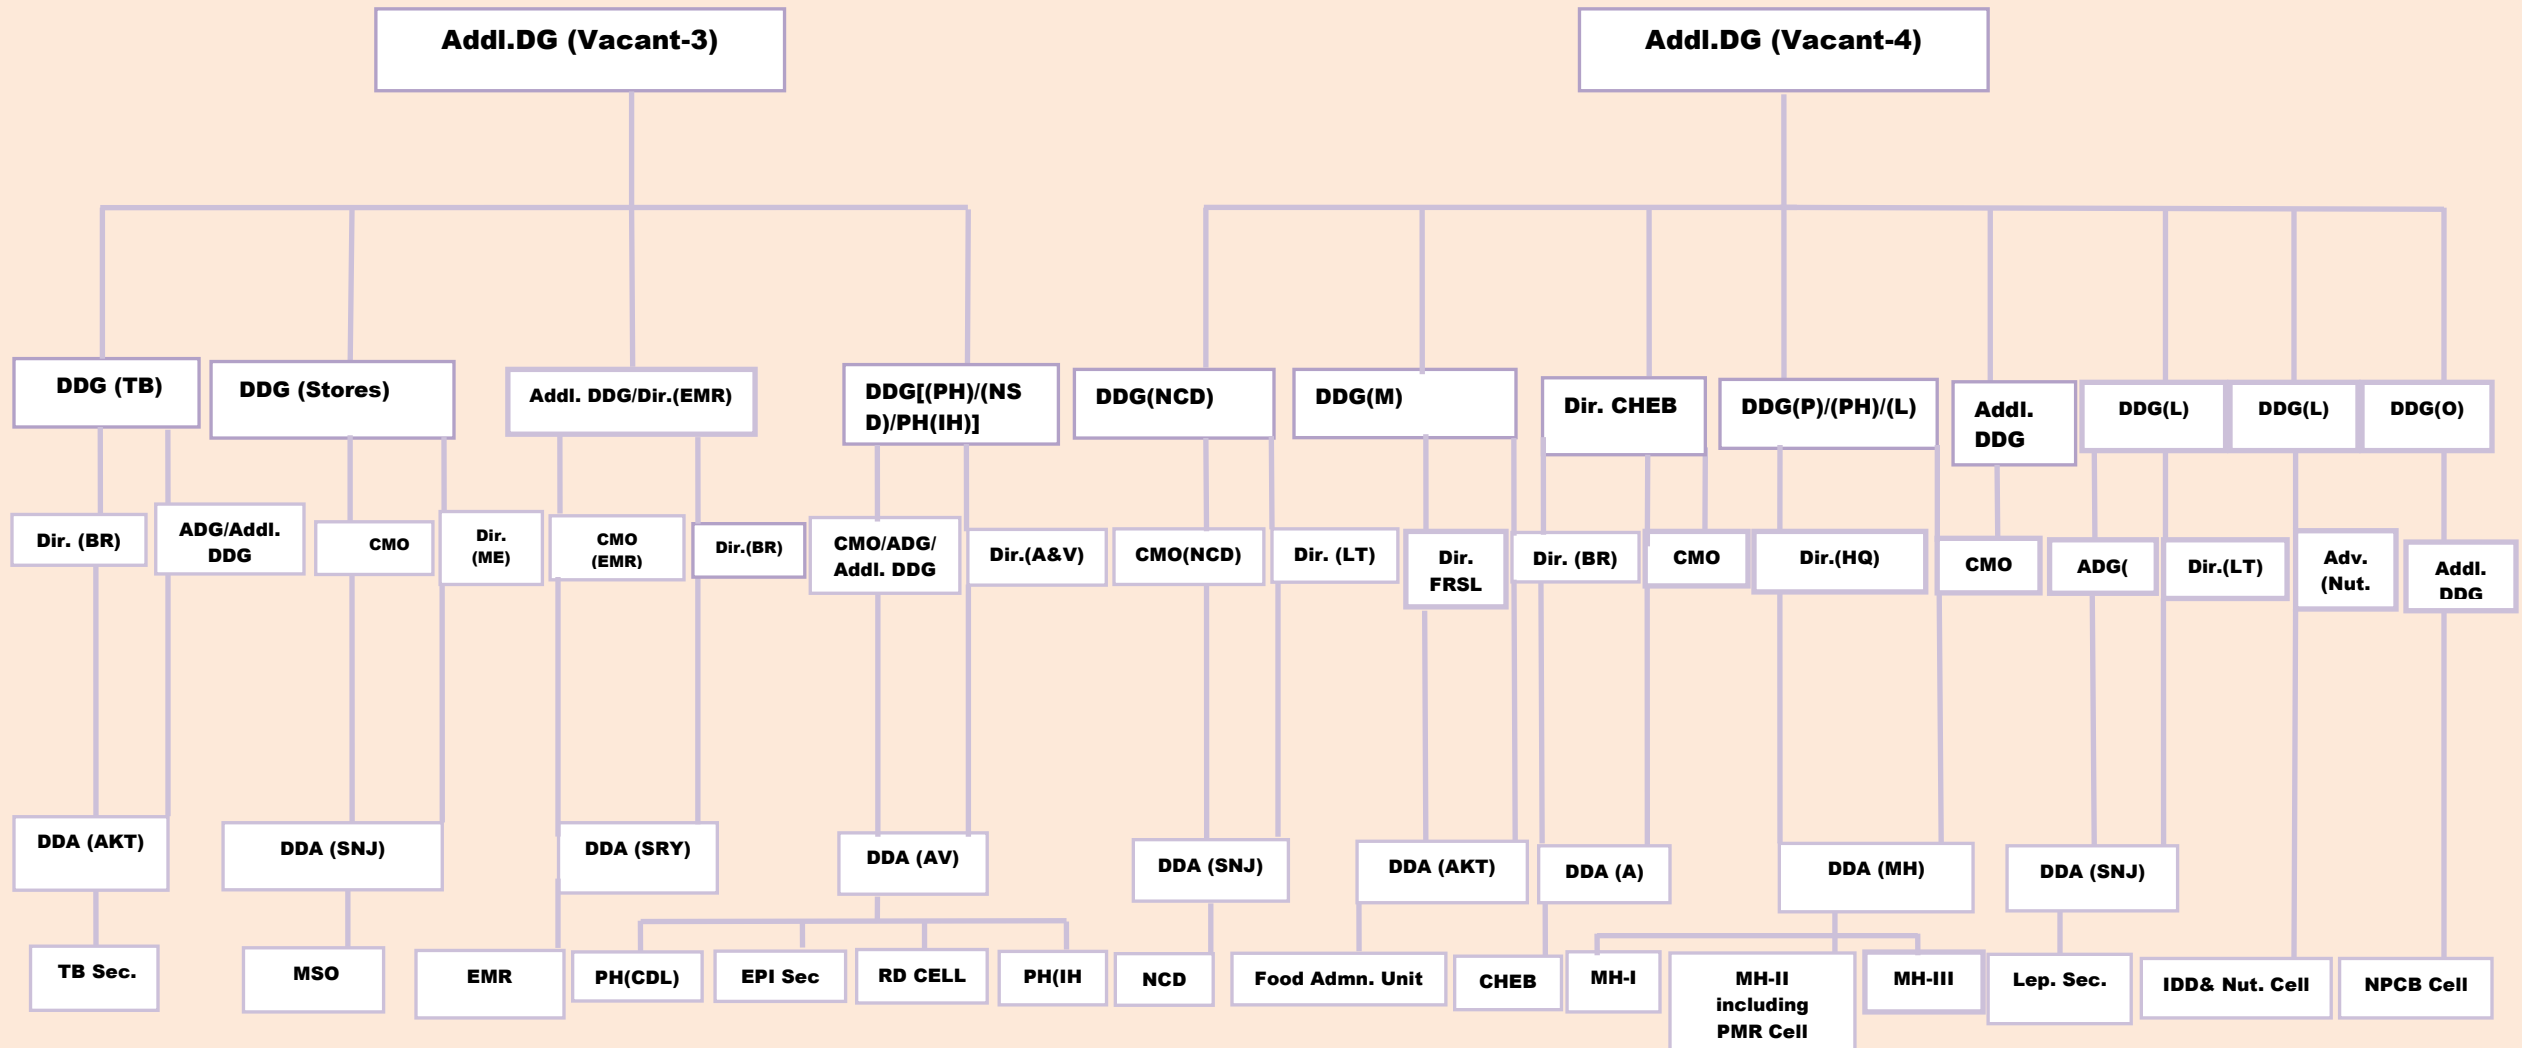 Addl.DG (Vacant-3)
Addl.DG (Vacant-4)
DDG (TB)
DDG (Stores)
Addl. DDG/Dir.(EMR)
DDG[(PH)/(NS
D)/PH(IH)]
DDG(NCD)
DDG(M)
Dir. CHEB
DDG(P)/(PH)/(L)
Addl.
DDG
DDG(L)
DDG(L)
DDG(O)
Dir. (BR)
ADG/Addl.
DDG
CMO
Dir.
(ME)
CMO
(EMR)
Dir.(BR)
CMO/ADG/
Addl. DDG
Dir.(A&V)
CMO(NCD)
Dir. (LT)
Dir.
FRSL
Dir. (BR)
CMO
Dir.(HQ)
CMO
ADG(
Dir.(LT)
Adv.
(Nut.
Addl.
DDG
DDA (AKT)
DDA (SNJ)
DDA (SRY)
DDA (AV)
DDA (SNJ)
DDA (AKT)
DDA (A)
DDA (MH)
DDA (SNJ)
TB Sec.
MSO
EMR
PH(CDL)
EPI Sec
RD CELL
PH(IH
NCD
Food Admn. Unit
CHEB
MH-I
MH-II
including
PMR Cell
MH-III
Lep. Sec.
IDD& Nut. Cell
NPCB Cell